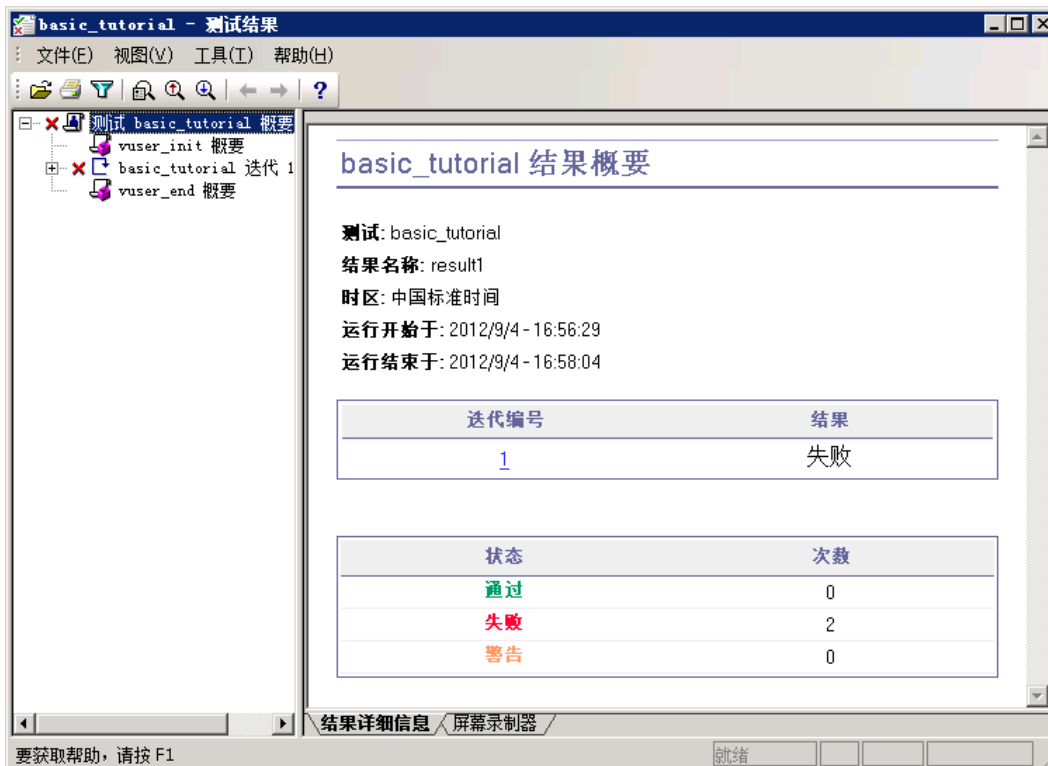 basic_tutorial - 测试结果
文件(F) 视图(V) 工具(T) 帮助(H)
?
测试 basic_tutorial 概要
vuser_init 概要
basic_tutorial 迭代 1
vuser_end 概要
basic_tutorial 结果概要
测试: basic_tutorial
结果名称: result1
时区: 中国标准时间
运行开始于: 2012/9/4 - 16:56:29
运行结束于: 2012/9/4 - 16:58:04
迭代编号 结果
1 失败
状态 次数
通过 0
失败 2
警告 0
结果详细信息 屏幕录制器
要获取帮助，请按 F1 就绪